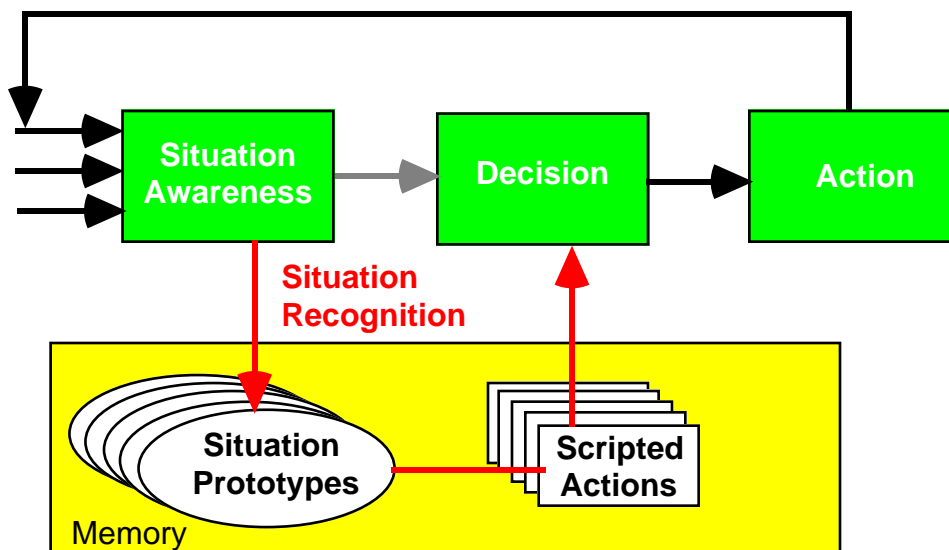 Situation
Awareness
Decision
Action
Situation
Recognition
Situation
Prototypes
Scripted
Actions
Memory